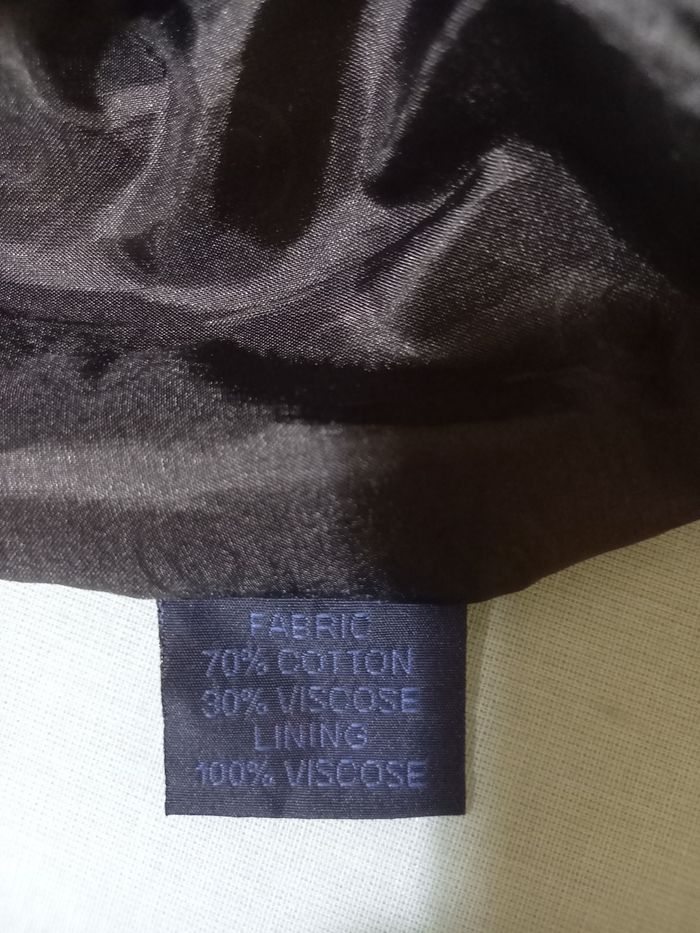 FABRIC
70% COTTON
30% VISCOSE
LINING
100% VISCOSE